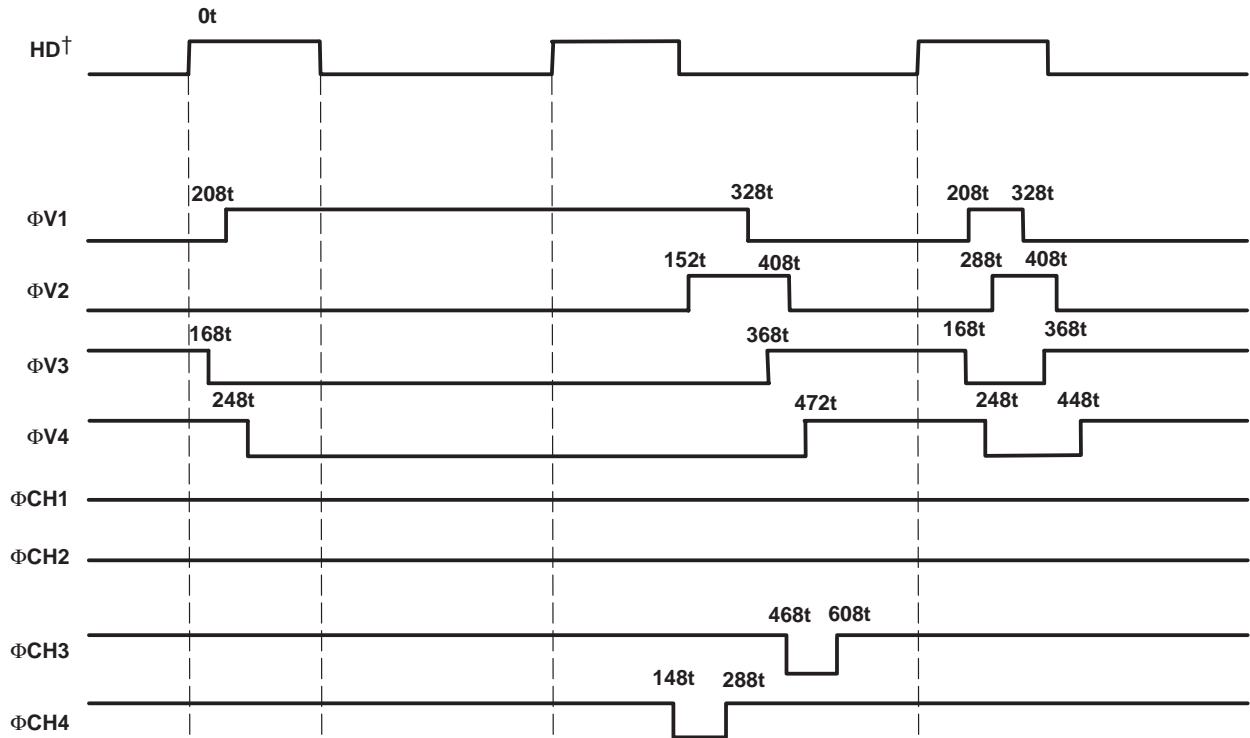 0t
HD†
208t 328t 208t 328t
ΦV1
152t 408t 288t 408t
ΦV2
168t 368t 168t 368t
ΦV3
248t 472t 248t 448t
ΦV4
ΦCH1
ΦCH2
468t 608t
ΦCH3
148t 288t
ΦCH4